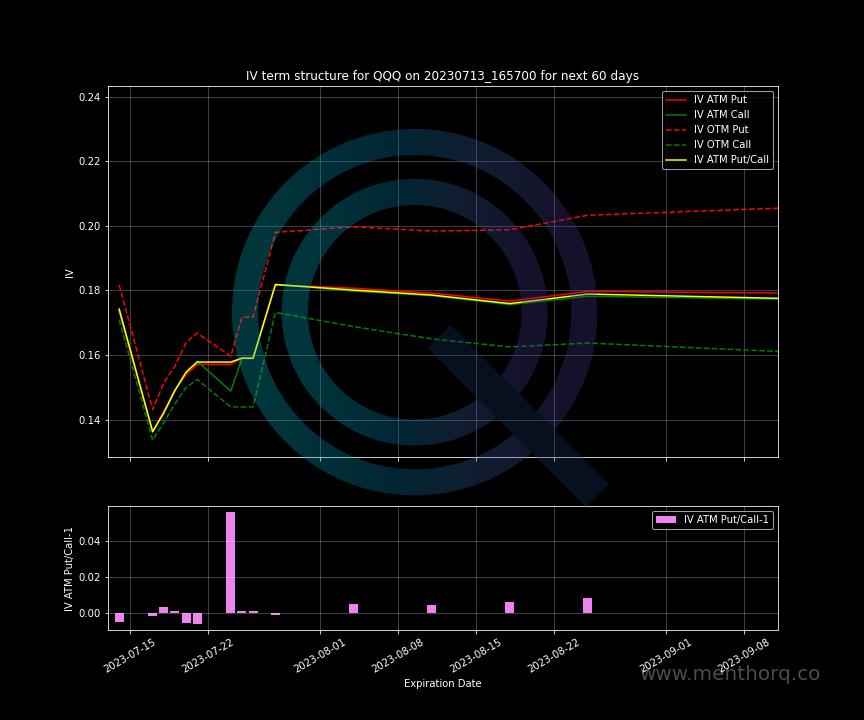 IV term structure for QQQ on 20230713_165700 for next 60 days
IV
0.24
0.22
0.20
0.18
0.16
0.14
IV ATM Put
IV ATM Call
IV OTM Put
IV OTM Call
IV ATM Put/Call
IV ATM Put/Call-1
0.04
0.02
0.00
IV ATM Put/Call-1
2023-07-15
2023-07-22
2023-08-01
2023-08-08
2023-08-15
2023-08-22
2023-09-01
2023-09-08
Expiration Date
www.menthorq.co